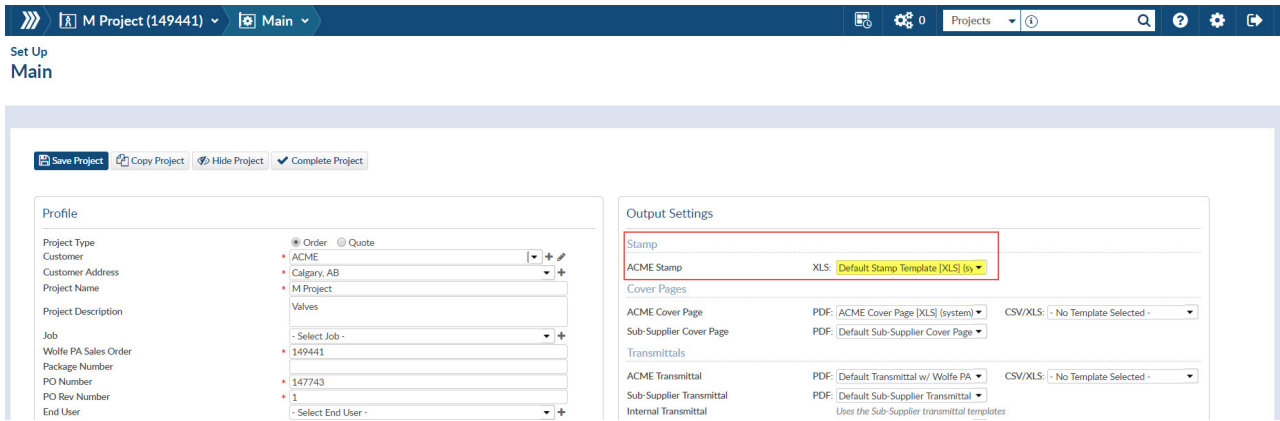 M Project (149441) Main 0 Projects
Set Up
Main
Save Project Copy Project Hide Project Complete Project
Profile
Project Type Order Quote
Customer * ACME
Customer Address * Calgary, AB
Project Name * M Project
Project Description Valves
Job - Select Job -
Wolfe PA Sales Order * 149441
Package Number
PO Number * 147743
PO Rev Number * 1
End User - Select End User -
Output Settings
Stamp
ACME Stamp XLS: Default Stamp Template [XLS] (sy
Cover Pages
ACME Cover Page PDF: ACME Cover Page [XLS] (system) CSV/XLS: - No Template Selected -
Sub-Supplier Cover Page PDF: Default Sub-Supplier Cover Page
Transmittals
ACME Transmittal PDF: Default Transmittal w/ Wolfe PA CSV/XLS: - No Template Selected -
Sub-Supplier Transmittal PDF: Default Sub-Supplier Transmittal
Internal Transmittal Uses the Sub-Supplier transmittal templates